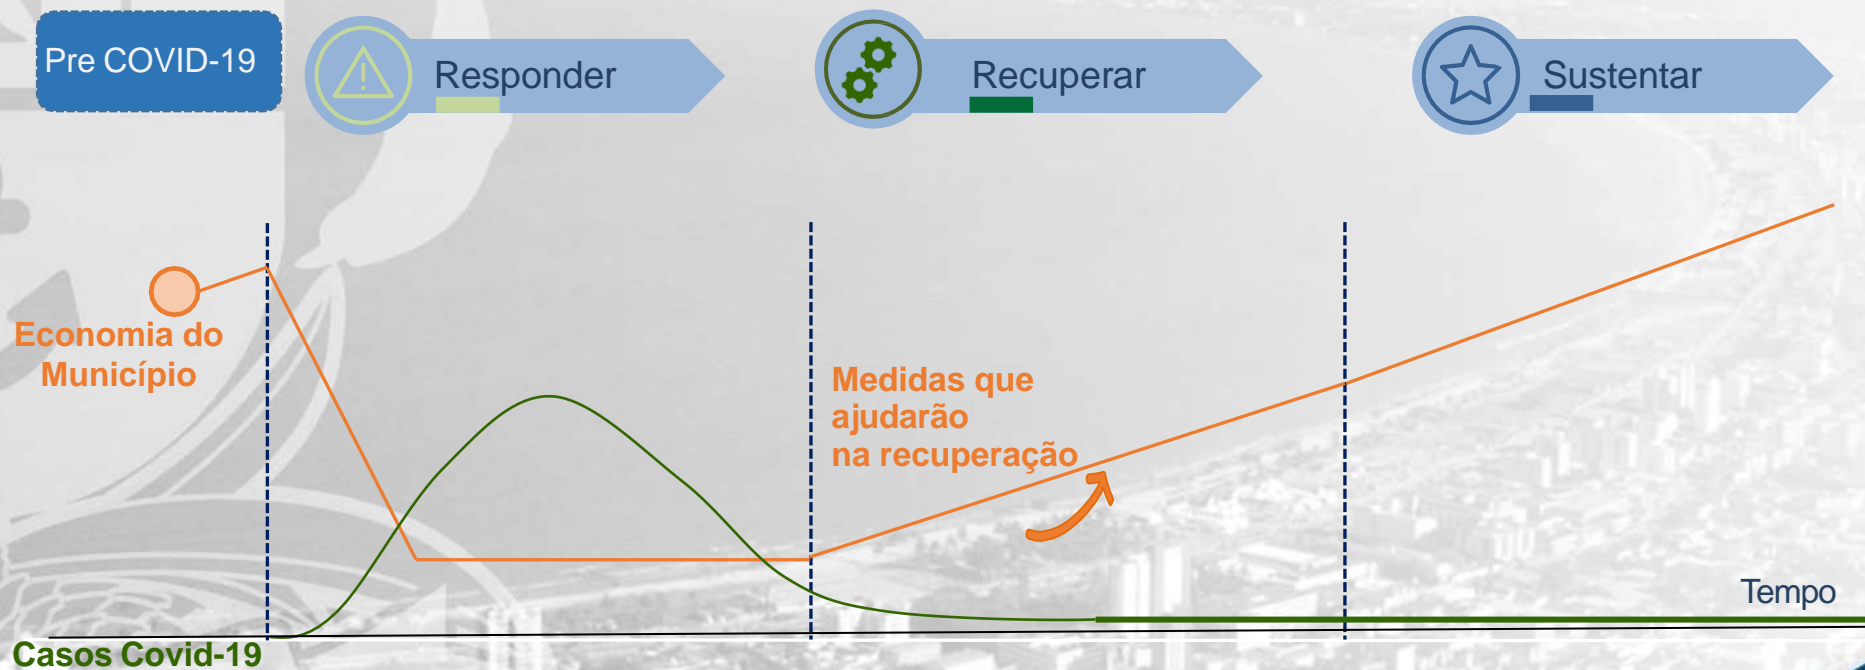 Pre COVID-19
Responder
Recuperar
Sustentar
Economia do
Município
Medidas que
ajudarão
na recuperação
Tempo
Casos Covid-19